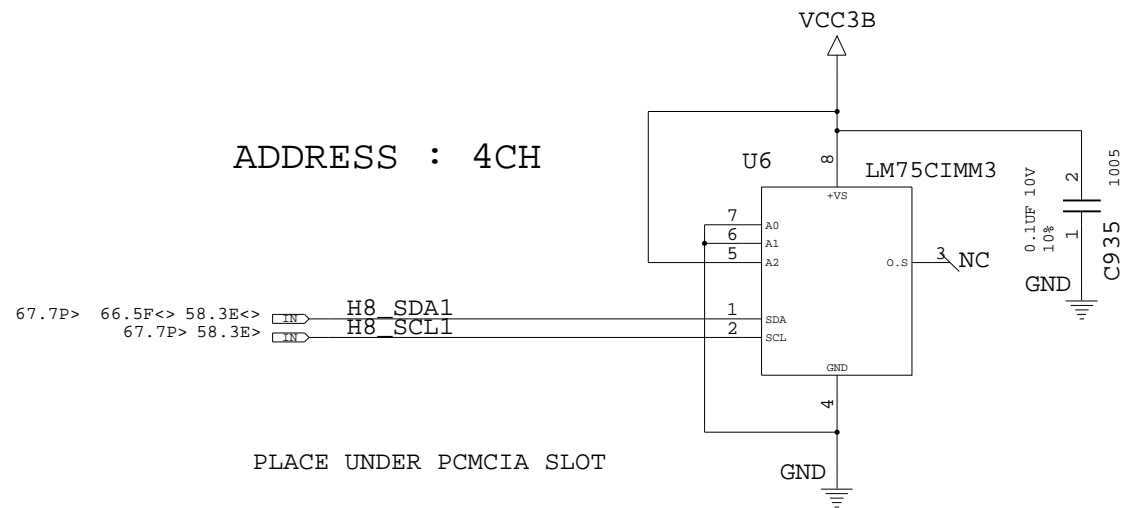 VCC3B
ADDRESS : 4CH
U6
8
LM75CIMM3
+VS
0.1UF 10V
10%
2
1
1005
C935
GND
7 A0
6 A1
5 A2
O.S 3 NC
67.7P> 66.5F<> 58.3E<> IN H8_SDA1 1 SDA
67.7P> 58.3E> IN H8_SCL1 2 SCL
GND
4
PLACE UNDER PCMCIA SLOT
GND